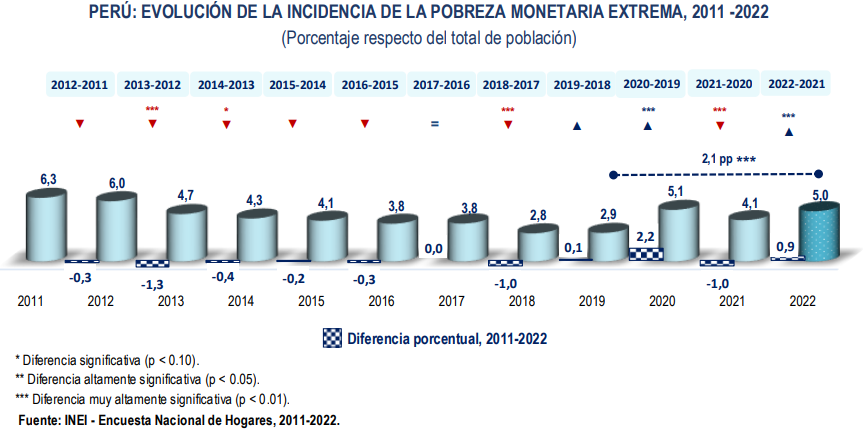 PERÚ: EVOLUCIÓN DE LA INCIDENCIA DE LA POBREZA MONETARIA EXTREMA, 2011 -2022
(Porcentaje respecto del total de población)
2012-2011 2013-2012 2014-2013 2015-2014 2016-2015 2017-2016 2018-2017 2019-2018 2020-2019 2021-2020 2022-2021
*** * *** *** *** ***
▼ ▼ ▼ ▼ ▼ = ▼ ▲ ▲ ▼ ▲
2,1 pp ***
6,3 6,0 4,7 4,3 4,1 3,8 3,8 2,8 2,9 5,1 4,1 5,0
-0,3 -1,3 -0,4 -0,2 -0,3 0,0 -1,0 0,1 2,2 -1,0 0,9
2011 2012 2013 2014 2015 2016 2017 2018 2019 2020 2021 2022
Diferencia porcentual, 2011-2022
* Diferencia significativa (p < 0.10).
** Diferencia altamente significativa (p < 0.05).
*** Diferencia muy altamente significativa (p < 0.01).
Fuente: INEI - Encuesta Nacional de Hogares, 2011-2022.